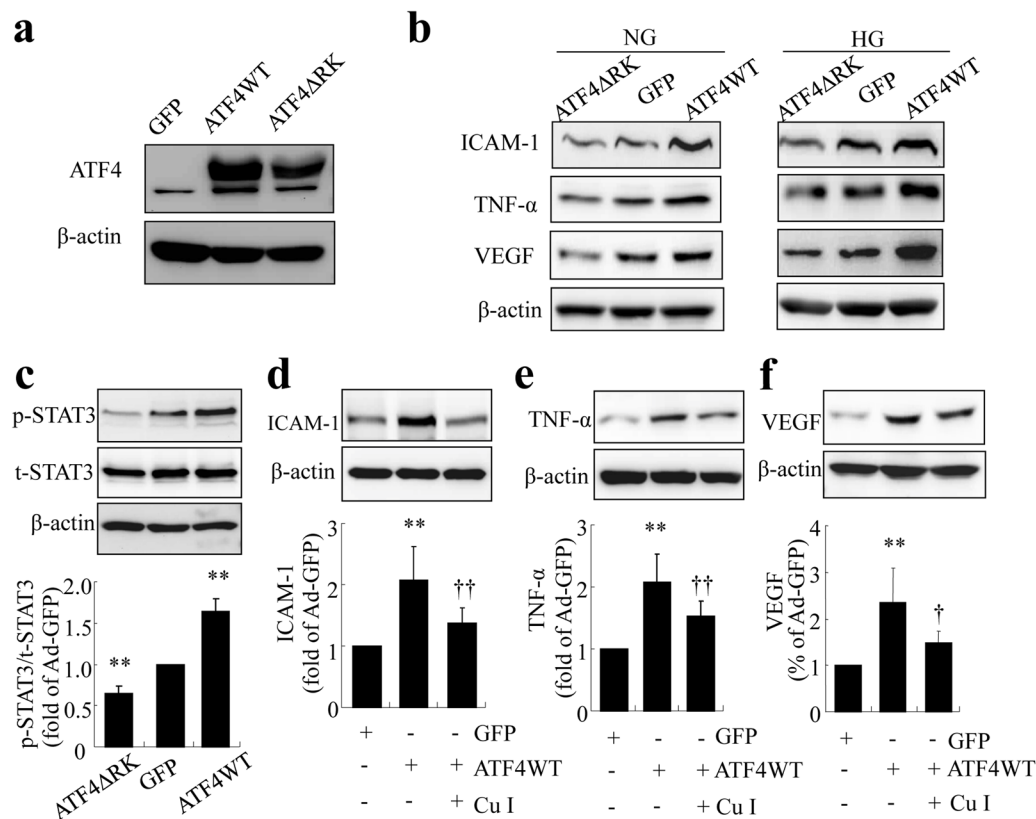 a
GFP
ATF4WT
ATF4ΔRK
ATF4
β-actin
b
NG
HG
ATF4ΔRK
GFP
ATF4WT
ATF4ΔRK
GFP
ATF4WT
ICAM-1
TNF-α
VEGF
β-actin
c
p-STAT3
t-STAT3
β-actin
p-STAT3/t-STAT3
(fold of Ad-GFP)
2.0
1.5
1.0
0.5
0
**
**
ATF4ΔRK
GFP
ATF4WT
d
ICAM-1
β-actin
ICAM-1
(fold of Ad-GFP)
3
2
1
0
**
††
+ - - GFP
- + + ATF4WT
- - + Cu I
e
TNF-α
β-actin
TNF-α
(fold of Ad-GFP)
3
2
1
0
**
††
+ - - GFP
- + + ATF4WT
- - + Cu I
f
VEGF
β-actin
VEGF
(% of Ad-GFP)
4 %
3
2
1
0
**
†
+ - - GFP
- + + ATF4WT
- - + Cu I